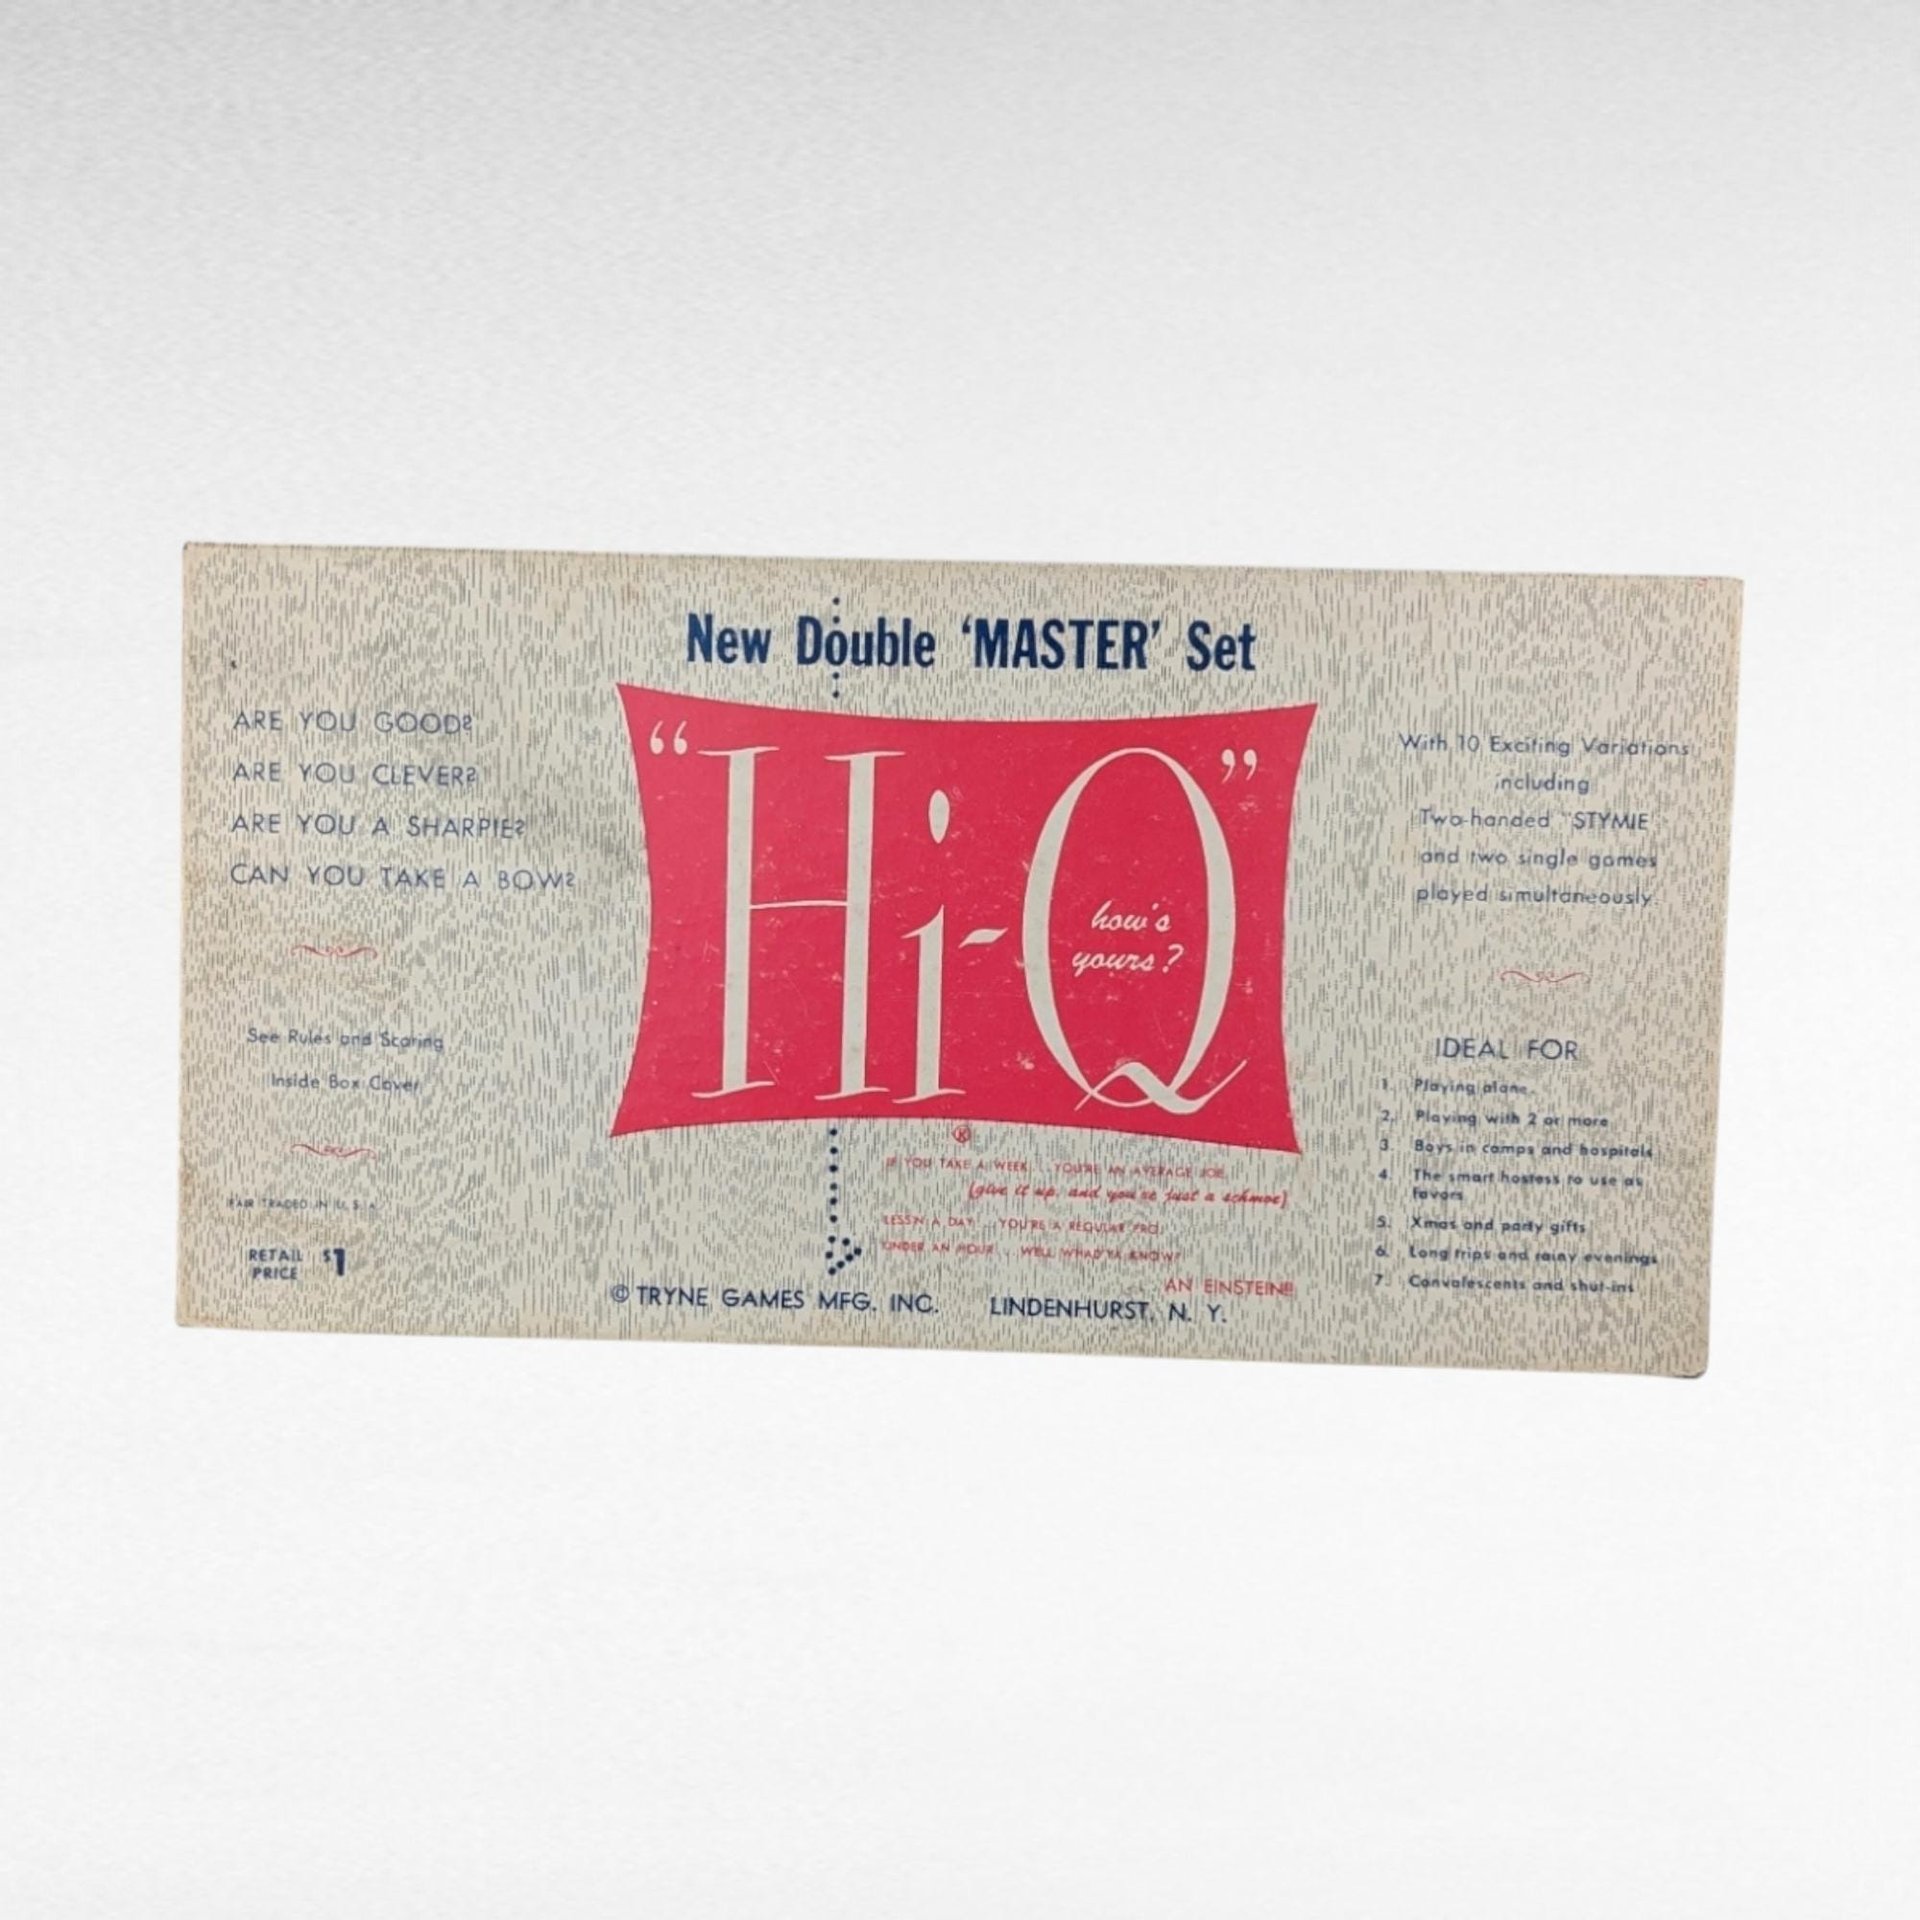 New Double 'MASTER' Set
ARE YOU GOOD?
ARE YOU CLEVER?
ARE YOU A SHARPIE?
CAN YOU TAKE A BOW?
See Rules and Scoring
Inside Box Cover
FAIR TRADED IN U. S. A.
RETAIL $1
PRICE
“Hi-Q”
how's
yours?
®
IF YOU TAKE A WEEK... YOU'RE AN AVERAGE JOE.
(give it up, and you're just a schmoe)
LESS'N A DAY... YOU'RE A REGULAR PRO!
UNDER AN HOUR... WELL WHAD'YA KNOW?
AN EINSTEIN!!
© TRYNE GAMES MFG. INC. LINDENHURST, N. Y.
With 10 Exciting Variations
including
Two-handed "STYMIE"
and two single games
played simultaneously.
IDEAL FOR
1. Playing alone.
2. Playing with 2 or more
3. Boys in camps and hospitals
4. The smart hostess to use as
favors
5. Xmas and party gifts
6. Long trips and rainy evenings
7. Convalescents and shut-ins